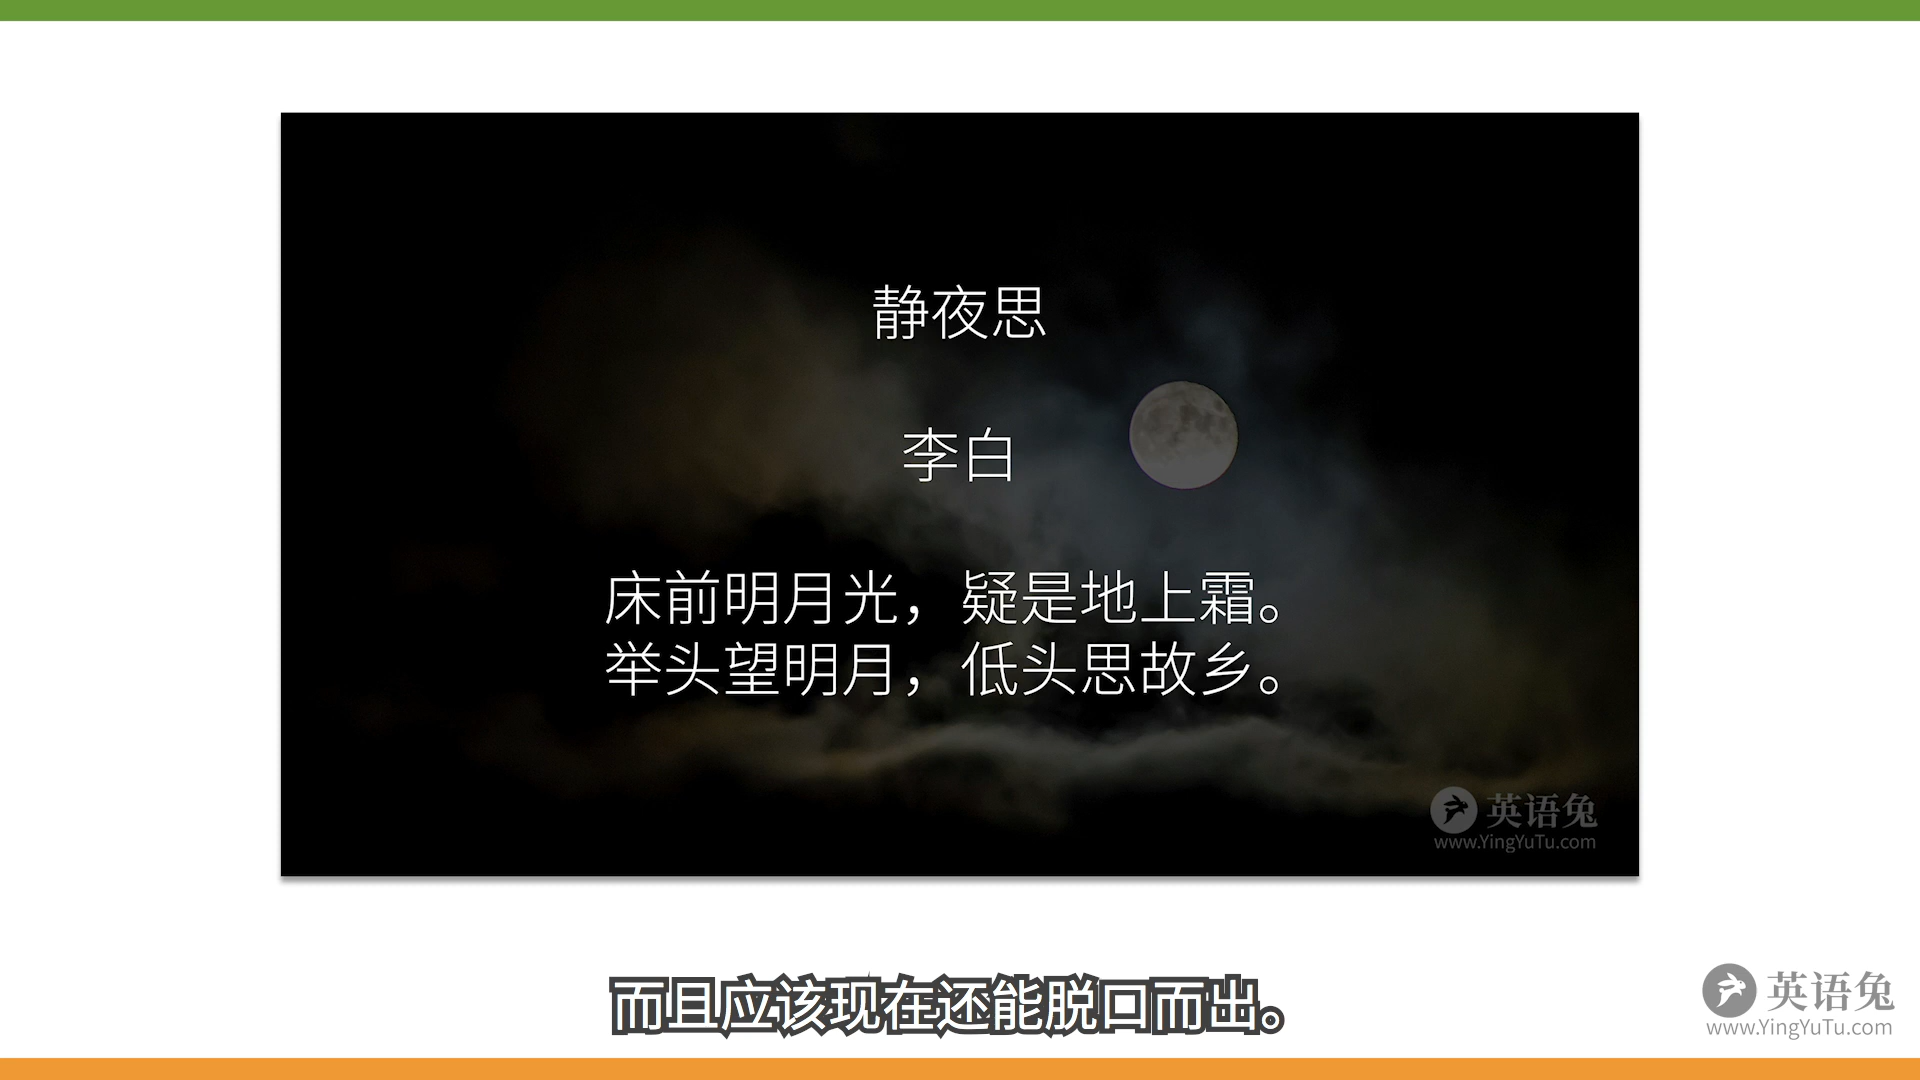 静夜思
李白
床前明月光，疑是地上霜。
举头望明月，低头思故乡。
英语兔
www.YingYuTu.com
而且应该现在还能脱口而出。
英语兔
www.YingYuTu.com